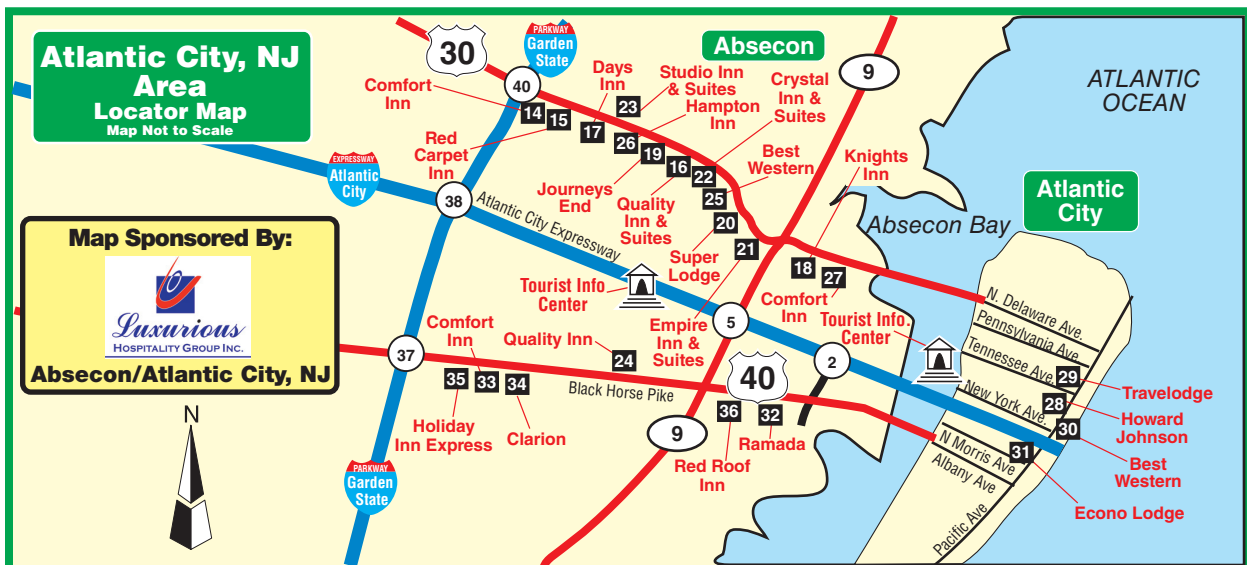 Atlantic City, NJ
Area
Locator Map
Map Not to Scale
30
PARKWAY
Garden
State
40
Absecon
9
ATLANTIC
OCEAN
Comfort
Inn
Days
Inn
Studio Inn
& Suites
Hampton
Inn
Crystal
Inn &
Suites
14
15
17
23
26
19
16
22
25
20
21
Red
Carpet
Inn
Journeys
End
Quality
Inn &
Suites
Super
Lodge
Best
Western
Knights
Inn
Absecon Bay
Atlantic
City
EXPRESSWAY
Atlantic
City
38
Atlantic City Expressway
Map Sponsored By:
Luxurious
HOSPITALITY GROUP INC.
Absecon/Atlantic City, NJ
Tourist Info
Center
18
27
Comfort
Inn
Tourist Info.
Center
Empire
Inn &
Suites
5
2
N. Delaware Ave.
Pennsylvania Ave.
Tennessee Ave.
New York Ave.
N Morris Ave
Albany Ave
Pacific Ave
37
Comfort
Inn
Quality Inn
24
Black Horse Pike
40
35
33
34
Holiday
Inn Express
Clarion
9
36
32
Ramada
Red Roof
Inn
29
Travelodge
28
Howard
Johnson
30
Best
Western
31
Econo Lodge
N
PARKWAY
Garden
State